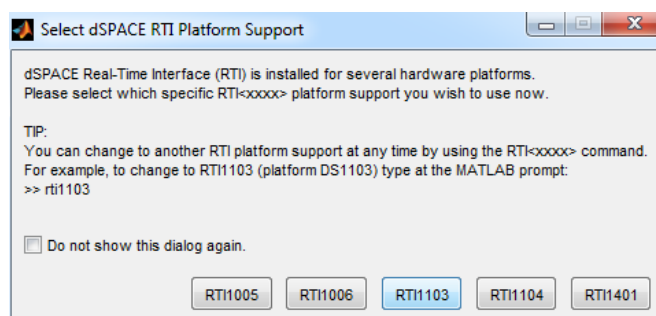 Select dSPACE RTI Platform Support
dSPACE Real-Time Interface (RTI) is installed for several hardware platforms.
Please select which specific RTI<xxxx> platform support you wish to use now.
TIP:
You can change to another RTI platform support at any time by using the RTI<xxxx> command.
For example, to change to RTI1103 (platform DS1103) type at the MATLAB prompt:
>> rti1103
Do not show this dialog again.
RTI1005 RTI1006 RTI1103 RTI1104 RTI1401